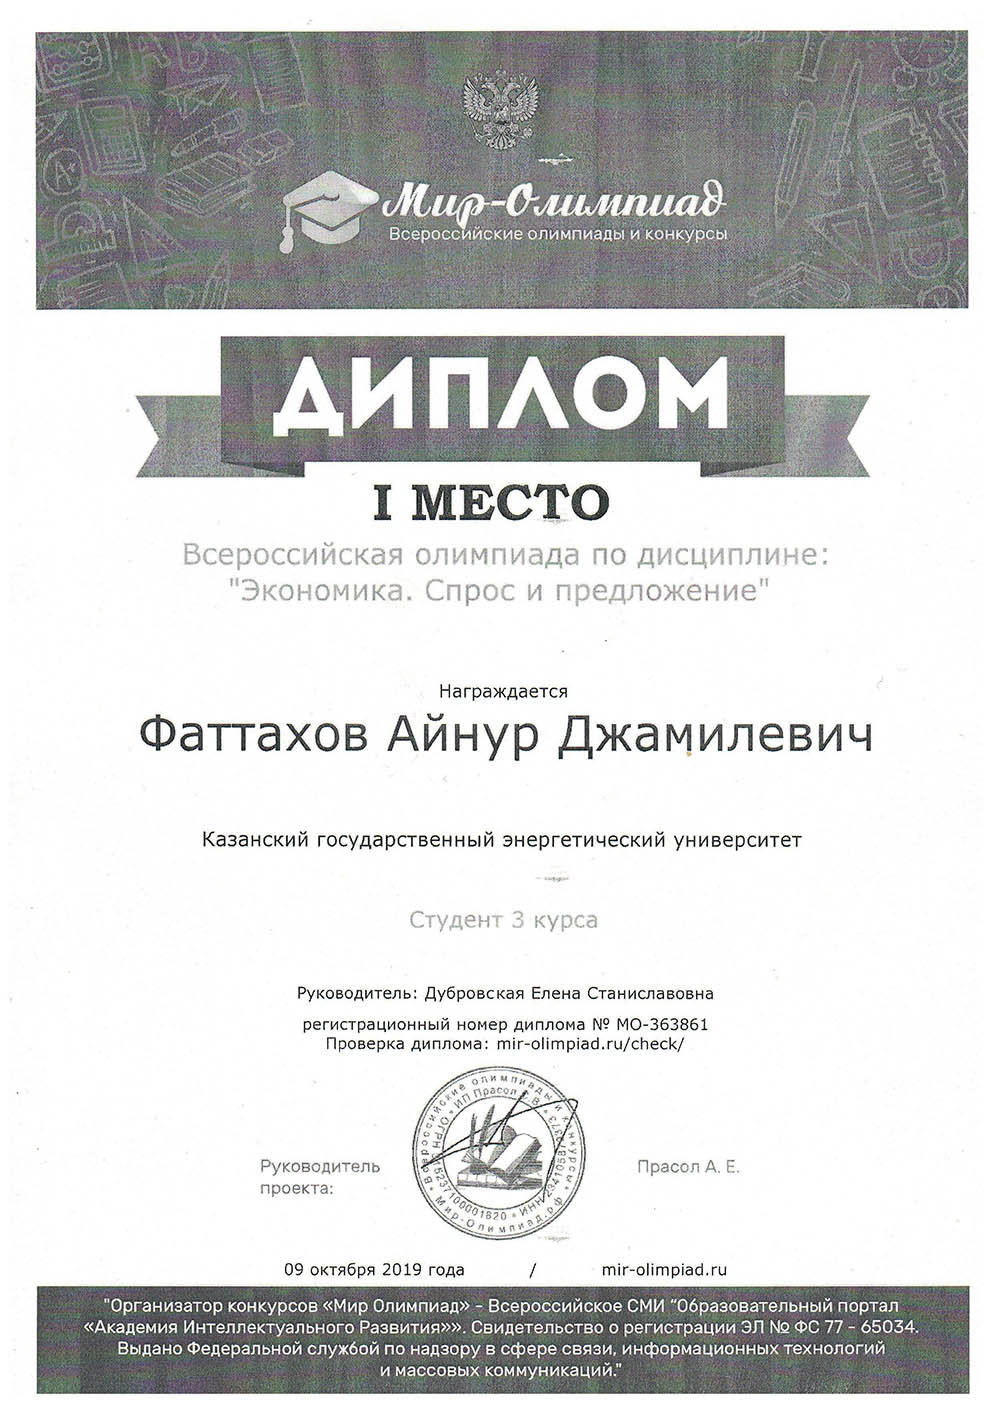 Мир-Олимпиад
Всероссийские олимпиады и конкурсы
ДИПЛОМ
I МЕСТО
Всероссийская олимпиада по дисциплине:
"Экономика. Спрос и предложение"
Награждается
Фаттахов Айнур Джамилевич
Казанский государственный энергетический университет
Студент 3 курса
Руководитель: Дубровская Елена Станиславовна
регистрационный номер диплома № МО-363861
Проверка диплома: mir-olimpiad.ru/check/
Всероссийские олимпиады и конкурсы
Мир-Олимпиад.рф
ИП Прасол
Руководитель
проекта:
Прасол А. Е.
09 октября 2019 года / mir-olimpiad.ru
"Организатор конкурсов «Мир Олимпиад» - Всероссийское СМИ "Образовательный портал
«Академия Интеллектуального Развития»». Свидетельство о регистрации ЭЛ № ФС 77 - 65034.
Выдано Федеральной службой по надзору в сфере связи, информационных технологий
и массовых коммуникаций."